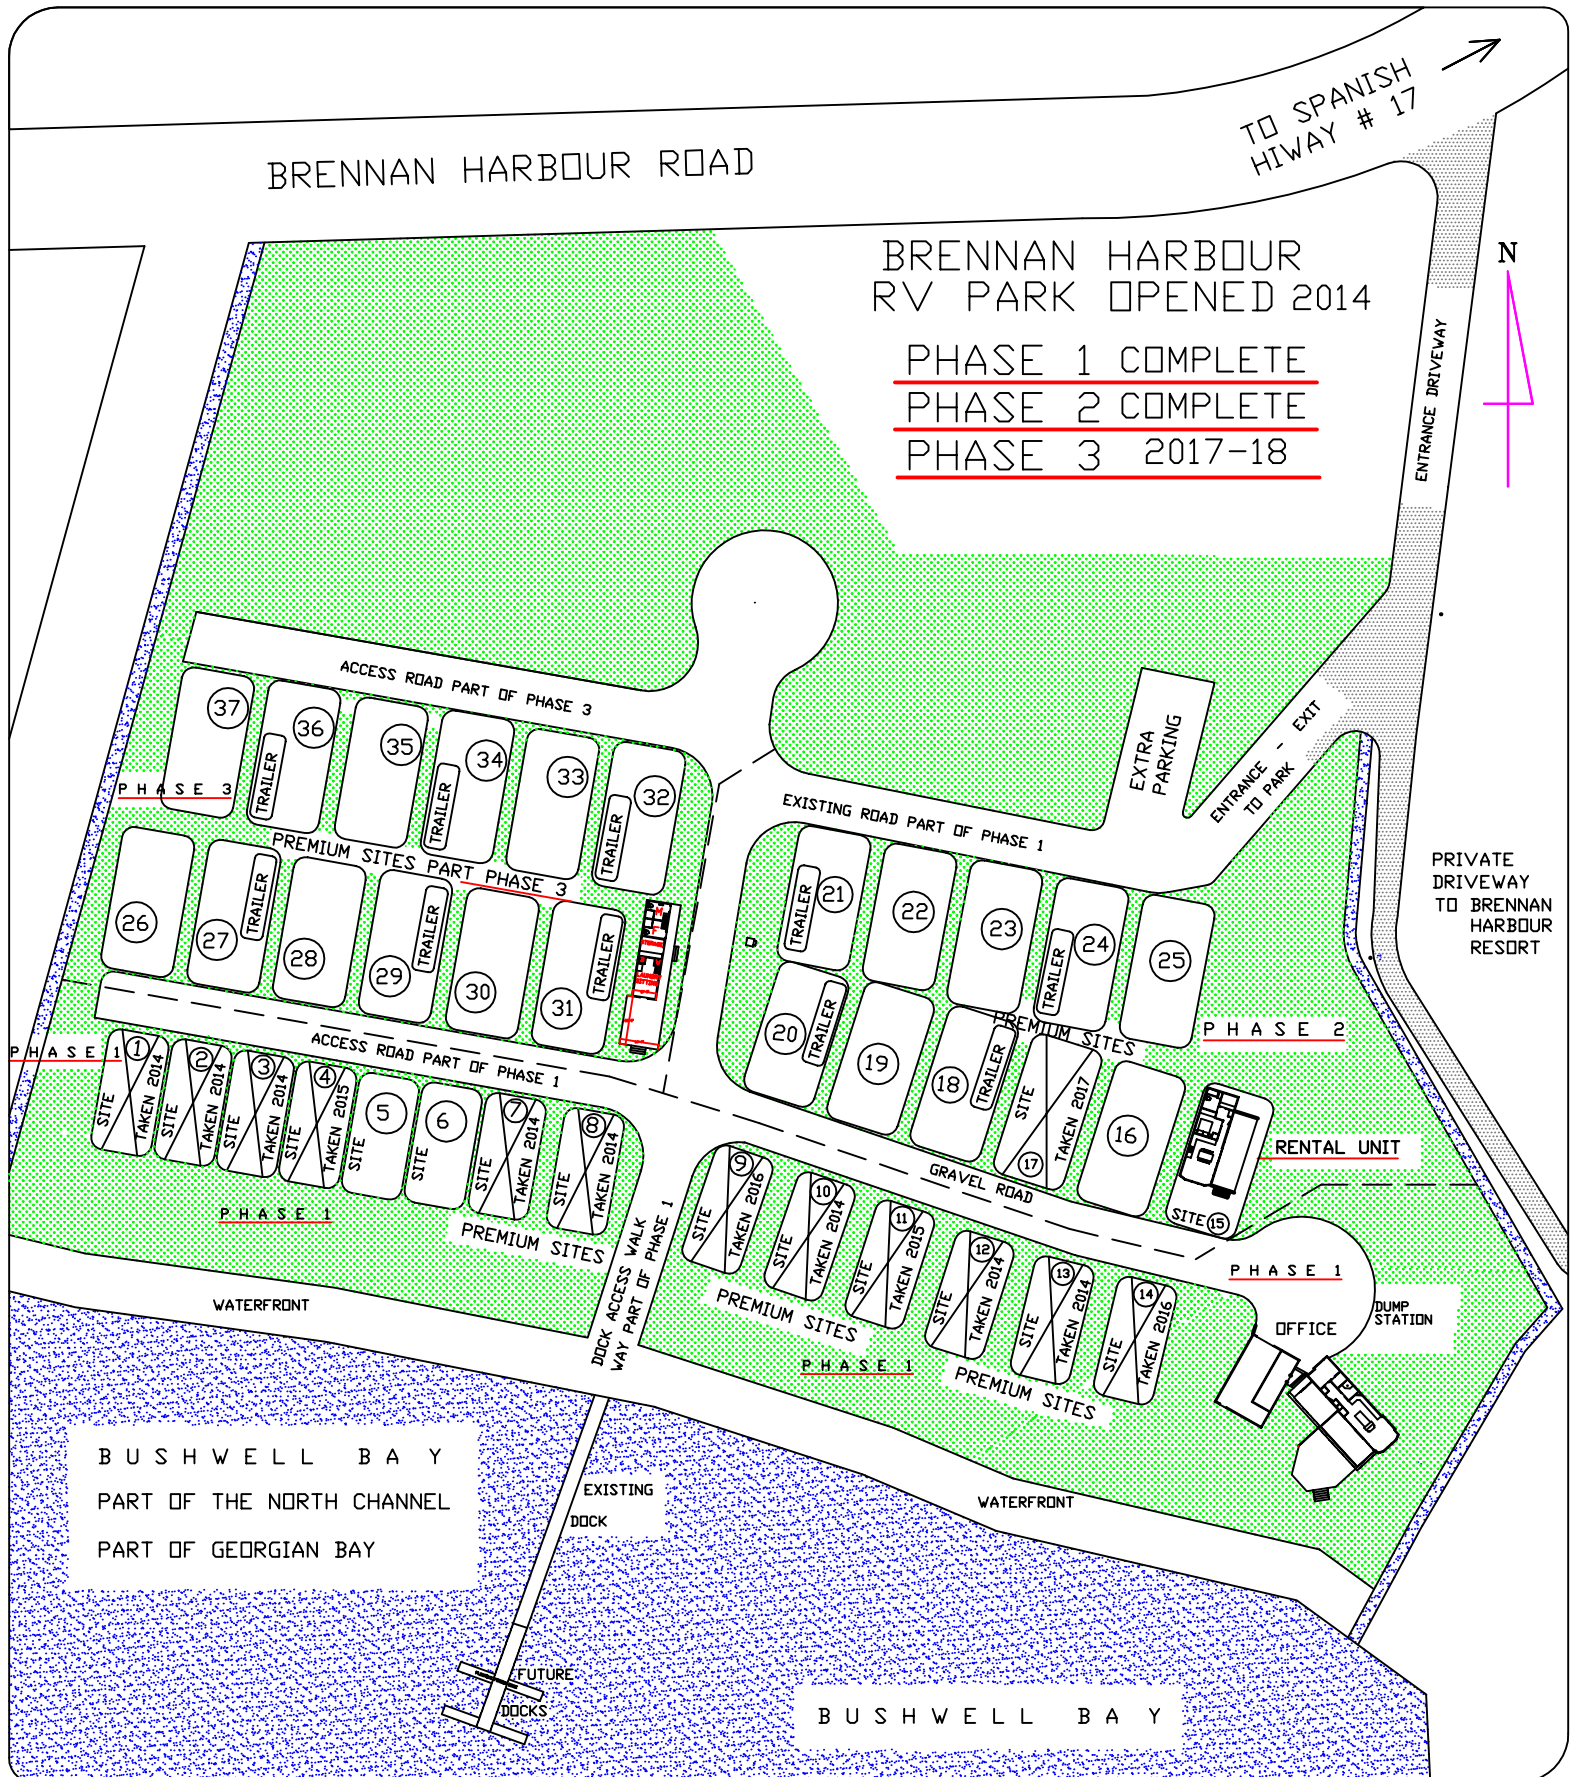 TO SPANISH
HIWAY # 17
BRENNAN HARBOUR ROAD
N
BRENNAN HARBOUR
RV PARK OPENED 2014
PHASE 1 COMPLETE
PHASE 2 COMPLETE
PHASE 3 2017-18
ENTRANCE DRIVEWAY
ACCESS ROAD PART OF PHASE 3
37
36
35
34
33
32
TRAILER
TRAILER
TRAILER
PHASE 3
PREMIUM SITES PART PHASE 3
EXTRA
PARKING
ENTRANCE - EXIT
TO PARK
EXISTING ROAD PART OF PHASE 1
PRIVATE
DRIVEWAY
TO BRENNAN
HARBOUR
RESORT
26
27
28
29
30
31
TRAILER
TRAILER
TRAILER
21
22
23
24
25
TRAILER
TRAILER
20
19
18
TRAILER
TRAILER
PREMIUM SITES
PHASE 2
SITE 17 TAKEN 2017
16
RENTAL UNIT
SITE 15
ACCESS ROAD PART OF PHASE 1
PHASE 1
SITE 1 TAKEN 2014
SITE 2 TAKEN 2014
SITE 3 TAKEN 2014
SITE 4 TAKEN 2015
SITE 5
SITE 6
SITE 7 TAKEN 2014
SITE 8 TAKEN 2014
PHASE 1
PREMIUM SITES
GRAVEL ROAD
DOCK ACCESS WALK
WAY PART OF PHASE 1
SITE 9 TAKEN 2016
SITE 10 TAKEN 2014
SITE 11 TAKEN 2015
SITE 12 TAKEN 2014
SITE 13 TAKEN 2014
SITE 14 TAKEN 2016
PREMIUM SITES
PHASE 1
PREMIUM SITES
PHASE 1
DUMP
STATION
OFFICE
WATERFRONT
WATERFRONT
BUSHWELL BAY
PART OF THE NORTH CHANNEL
PART OF GEORGIAN BAY
EXISTING
DOCK
FUTURE
DOCKS
BUSHWELL BAY